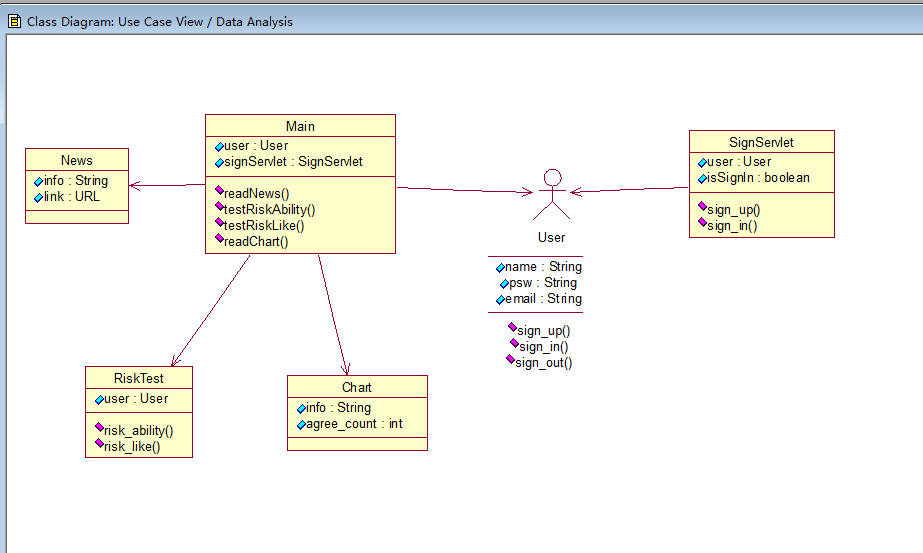 Class Diagram: Use Case View / Data Analysis
News
info : String
link : URL
Main
user : User
signServlet : SignServlet
readNews()
testRiskAbility()
testRiskLike()
readChart()
User
name : String
psw : String
email : String
sign_up()
sign_in()
sign_out()
SignServlet
user : User
isSignIn : boolean
sign_up()
sign_in()
RiskTest
user : User
risk_ability()
risk_like()
Chart
info : String
agree_count : int